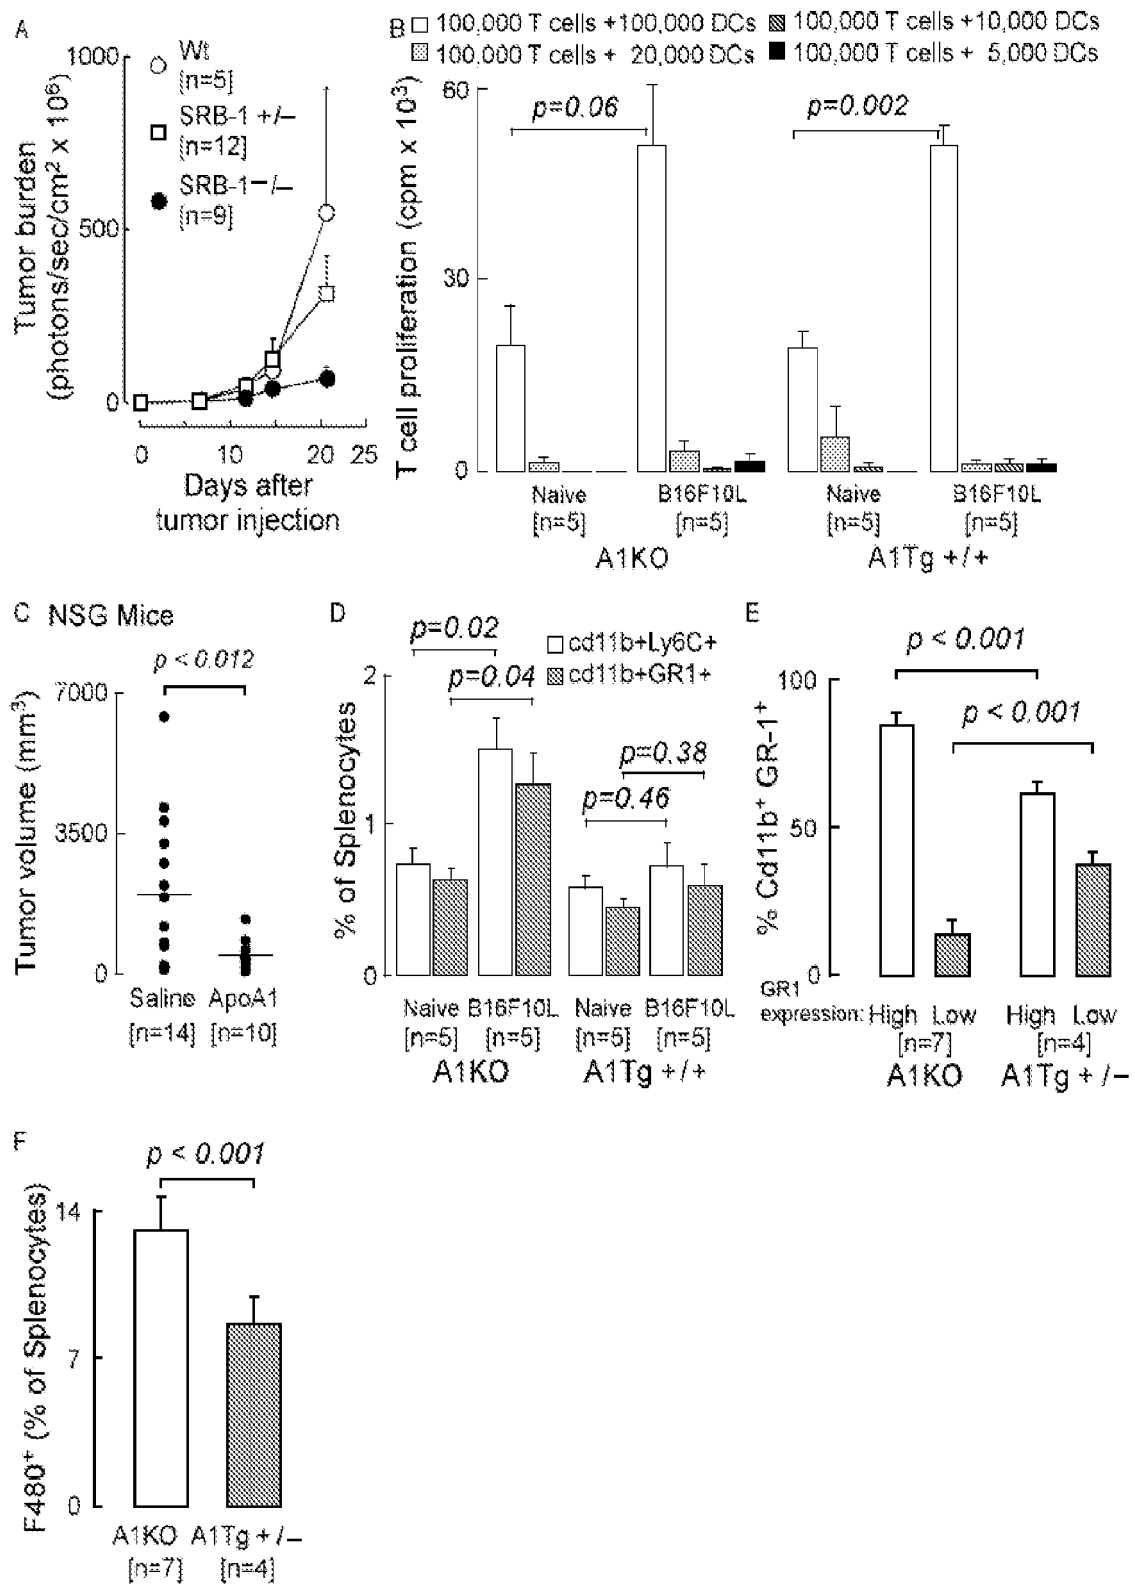 A
1000
500
0
Tumor burden
(photons/sec/cm² x 10⁶)
Wt
[n=5]
SRB-1 +/–
[n=12]
SRB-1–/–
[n=9]
0 5 10 15 20 25
Days after
tumor injection
B
100,000 T cells +100,000 DCs
100,000 T cells +10,000 DCs
100,000 T cells + 20,000 DCs
100,000 T cells + 5,000 DCs
T cell proliferation (cpm x 10³)
60
30
0
p=0.06
p=0.002
Naive B16F10L Naive B16F10L
[n=5] [n=5] [n=5] [n=5]
A1KO A1Tg +/+
C NSG Mice
p < 0.012
Tumor volume (mm³)
7000
3500
0
Saline ApoA1
[n=14] [n=10]
D
p=0.02
cd11b+Ly6C+
cd11b+GR1+
p=0.04
p=0.38
p=0.46
% of Splenocytes
2
1
0
Naive B16F10L Naive B16F10L
[n=5] [n=5] [n=5] [n=5]
A1KO A1Tg +/+
E
p < 0.001
p < 0.001
% Cd11b⁺ GR-1⁺
100
50
0
GR1
expression: High Low High Low
[n=7] [n=4]
A1KO A1Tg +/–
F
p < 0.001
F480⁺ (% of Splenocytes)
14
7
0
A1KO A1Tg +/–
[n=7] [n=4]